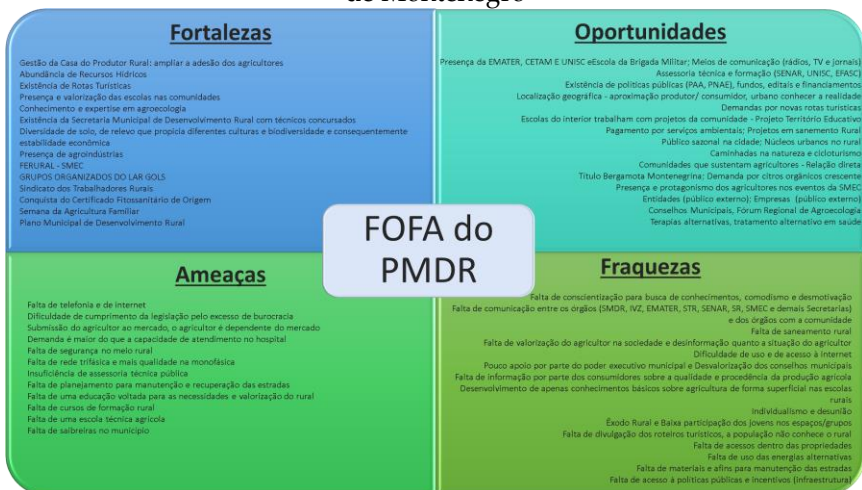 de Montenegro
Fortalezas
Gestão da Casa do Produtor Rural: ampliar a adesão dos agricultores
Abundância de Recursos Hídricos
Existência de Rotas Turísticas
Presença e valorização das escolas nas comunidades
Conhecimento e expertise em agroecologia
Existência da Secretaria Municipal de Desenvolvimento Rural com técnicos concursados
Diversidade de solo, de relevo que propicia diferentes culturas e biodiversidade e consequentemente
estabilidade econômica
Presença de agroindústrias
FERURAL - SMEC
GRUPOS ORGANIZADOS DO LAR GOLS
Sindicato dos Trabalhadores Rurais
Conquista do Certificado Fitossanitário de Origem
Semana da Agricultura Familiar
Plano Municipal de Desenvolvimento Rural
Oportunidades
Presença da EMATER, CETAM E UNISC eEscola da Brigada Militar; Meios de comunicação (rádios, TV e jornais)
Assessoria técnica e formação (SENAR, UNISC, EFASC)
Existência de políticas públicas (PAA, PNAE), fundos, editais e financiamentos
Localização geográfica - aproximação produtor/ consumidor, urbano conhecer a realidade
Demandas por novas rotas turísticas
Escolas do interior trabalham com projetos da comunidade - Projeto Território Educativo
Pagamento por serviços ambientais; Projetos em sanemento Rural
Público sazonal na cidade; Núcleos urbanos no rural
Caminhadas na natureza e cicloturismo
Comunidades que sustentam agricultores - Relação direta
Título Bergamota Montenegrina; Demanda por citros orgânicos crescente
Presença e protagonismo dos agricultores nos eventos da SMEC
Entidades (público externo); Empresas (público externo)
Conselhos Municipais, Fórum Regional de Agroecologia
Terapias alternativas, tratamento alternativo em saúde
FOFA do
PMDR
Ameaças
Falta de telefonia e de internet
Dificuldade de cumprimento da legislação pelo excesso de burocracia
Submissão do agricultor ao mercado, o agricultor é dependente do mercado
Demanda é maior do que a capacidade de atendimento no hospital
Falta de segurança no meio rural
Falta de rede trifásica e mais qualidade na monofásica
Insuficiência de assessoria técnica pública
Falta de planejamento para manutenção e recuperação das estradas
Falta de uma educação voltada para as necessidades e valorização do rural
Falta de cursos de formação rural
Falta de uma escola técnica agrícola
Falta de saibreiras no município
Fraquezas
Falta de conscientização para busca de conhecimentos, comodismo e desmotivação
Falta de comunicação entre os órgãos (SMDR, IVZ, EMATER, STR, SENAR, SR, SMEC e demais Secretarias)
e dos órgãos com a comunidade
Falta de saneamento rural
Falta de valorização do agricultor na sociedade e desinformação quanto a situação do agricultor
Dificuldade de uso e de acesso à internet
Pouco apoio por parte do poder executivo municipal e Desvalorização dos conselhos municipais
Falta de informação por parte dos consumidores sobre a qualidade e procedência da produção agrícola
Desenvolvimento de apenas conhecimentos básicos sobre agricultura de forma superficial nas escolas
rurais
Individualismo e desunião
Êxodo Rural e Baixa participação dos jovens nos espaços/grupos
Falta de divulgação dos roteiros turísticos, a população não conhece o rural
Falta de acessos dentro das propriedades
Falta de uso das energias alternativas
Falta de materiais e afins para manutenção das estradas
Falta de acesso à políticas públicas e incentivos (infraestrutura)